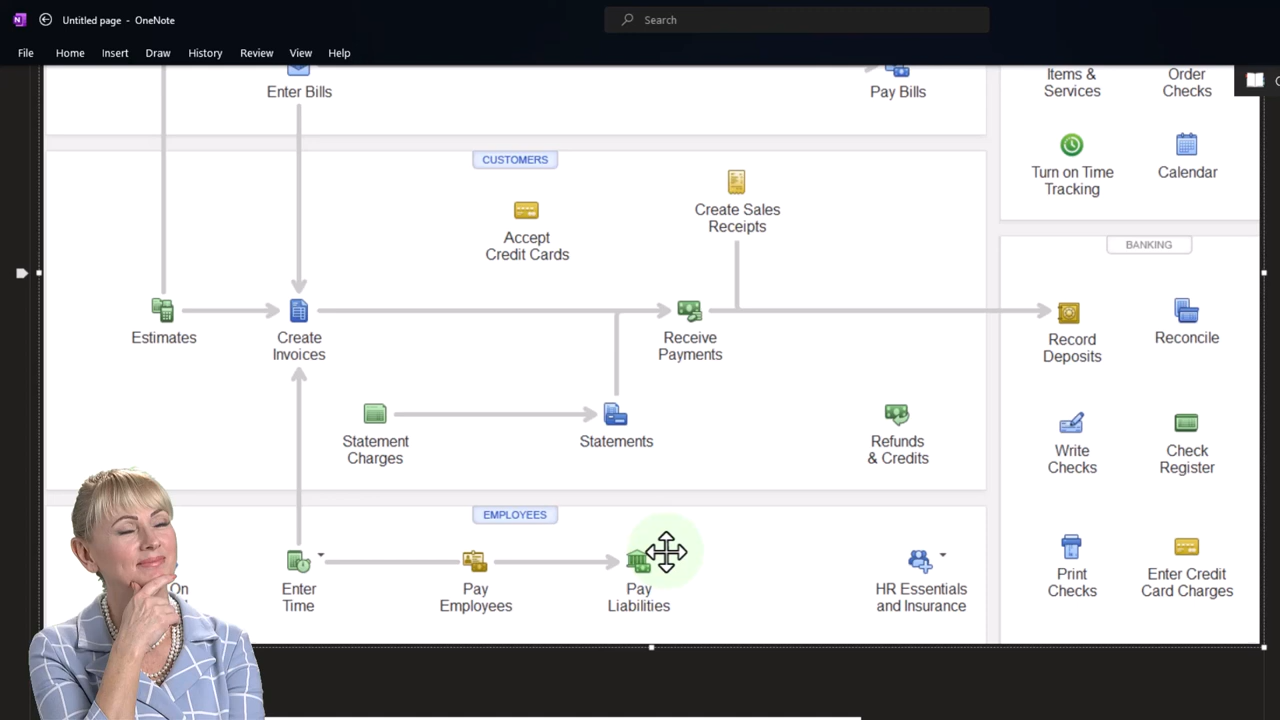 Untitled page - OneNote
Search
File Home Insert Draw History Review View Help
Enter Bills
Pay Bills
Items &
Services
Order
Checks
Turn on Time
Tracking
Calendar
CUSTOMERS
Accept
Credit Cards
Create Sales
Receipts
Estimates
Create
Invoices
Receive
Payments
Statement
Charges
Statements
Refunds
& Credits
BANKING
Record
Deposits
Reconcile
Write
Checks
Check
Register
Print
Checks
Enter Credit
Card Charges
EMPLOYEES
On
Enter
Time
Pay
Employees
Pay
Liabilities
HR Essentials
and Insurance